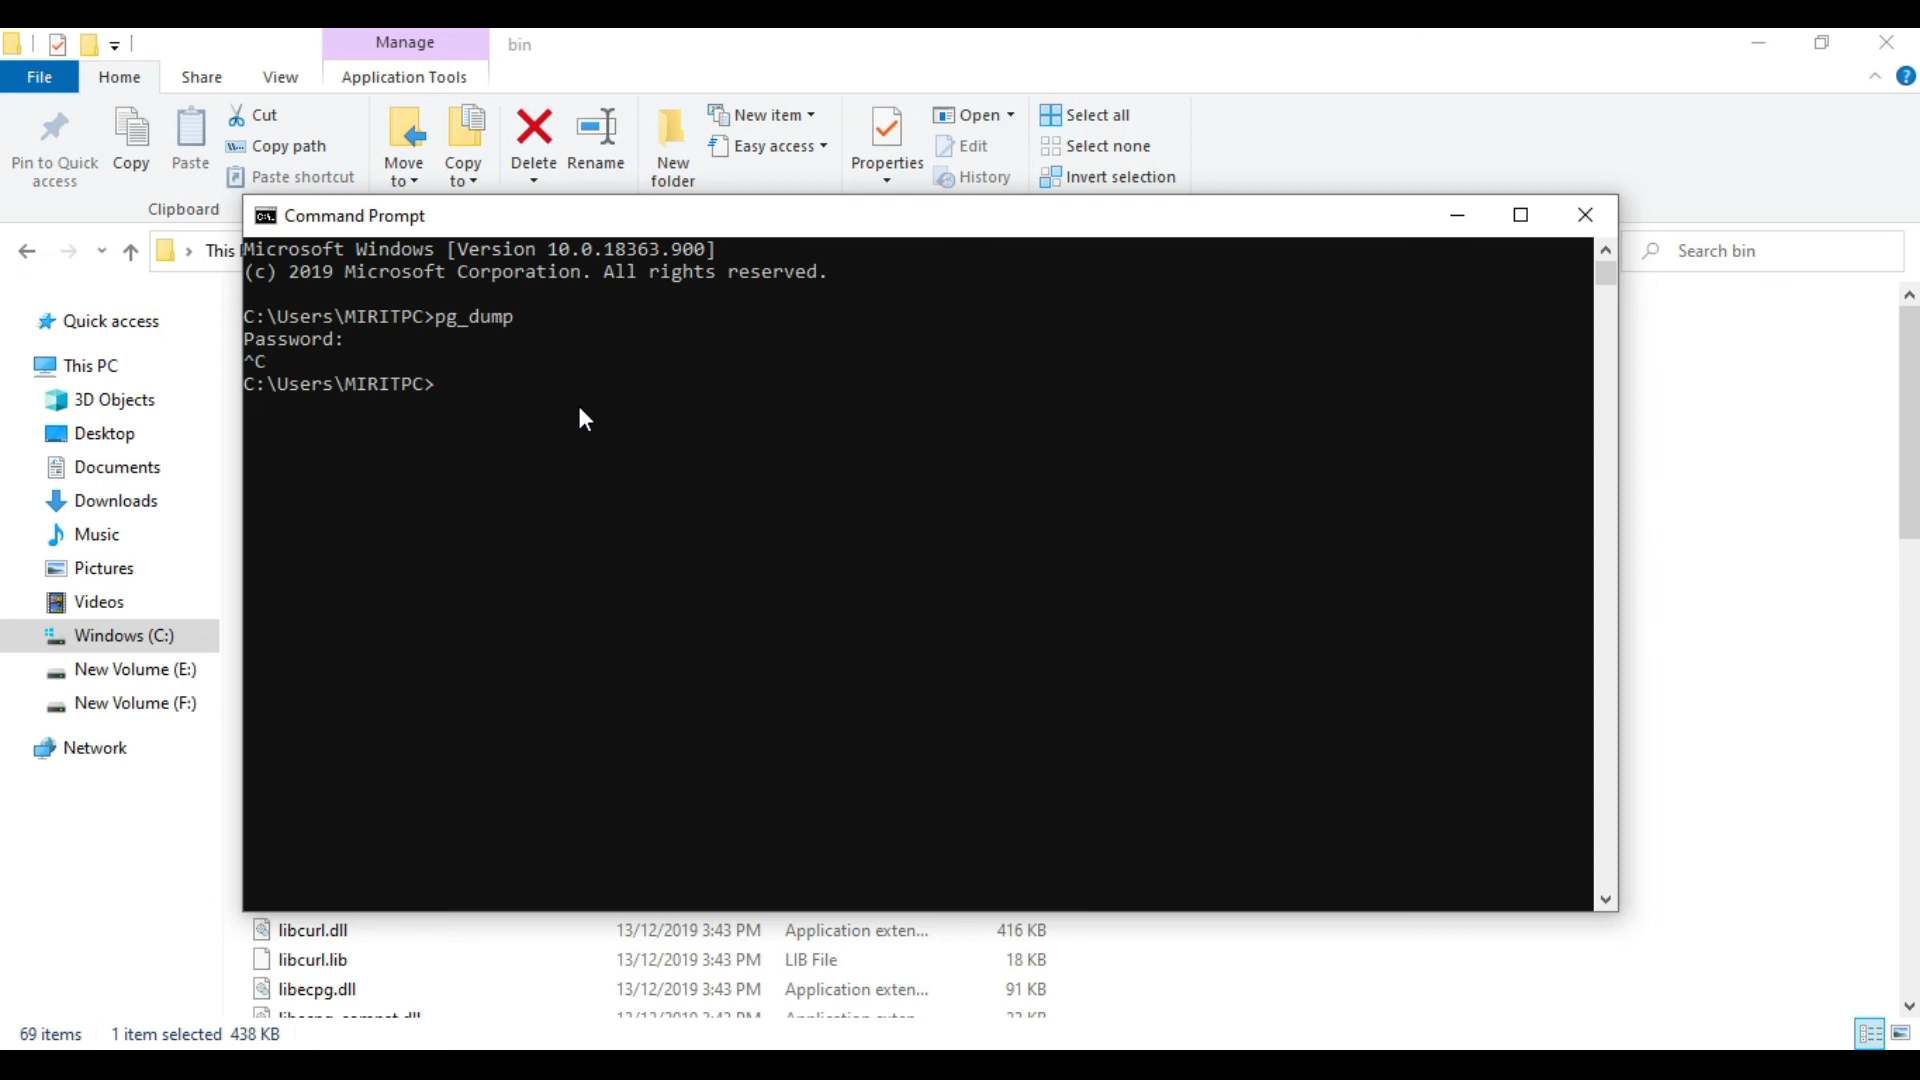 Manage
bin
File
Home
Share
View
Application Tools
Pin to Quick access
Copy
Paste
Cut
Copy path
Paste shortcut
Move to
Copy to
Delete
Rename
New folder
New item
Easy access
Properties
Open
Edit
History
Select all
Select none
Invert selection
Clipboard
This
Search bin
Command Prompt
Microsoft Windows [Version 10.0.18363.900]
(c) 2019 Microsoft Corporation. All rights reserved.
C:\Users\MIRITPC>pg_dump
Password:
^C
C:\Users\MIRITPC>
Quick access
This PC
3D Objects
Desktop
Documents
Downloads
Music
Pictures
Videos
Windows (C:)
New Volume (E:)
New Volume (F:)
Network
libcurl.dll 13/12/2019 3:43 PM Application exten... 416 KB
libcurl.lib 13/12/2019 3:43 PM LIB File 18 KB
libecpg.dll 13/12/2019 3:43 PM Application exten... 91 KB
69 items 1 item selected 438 KB